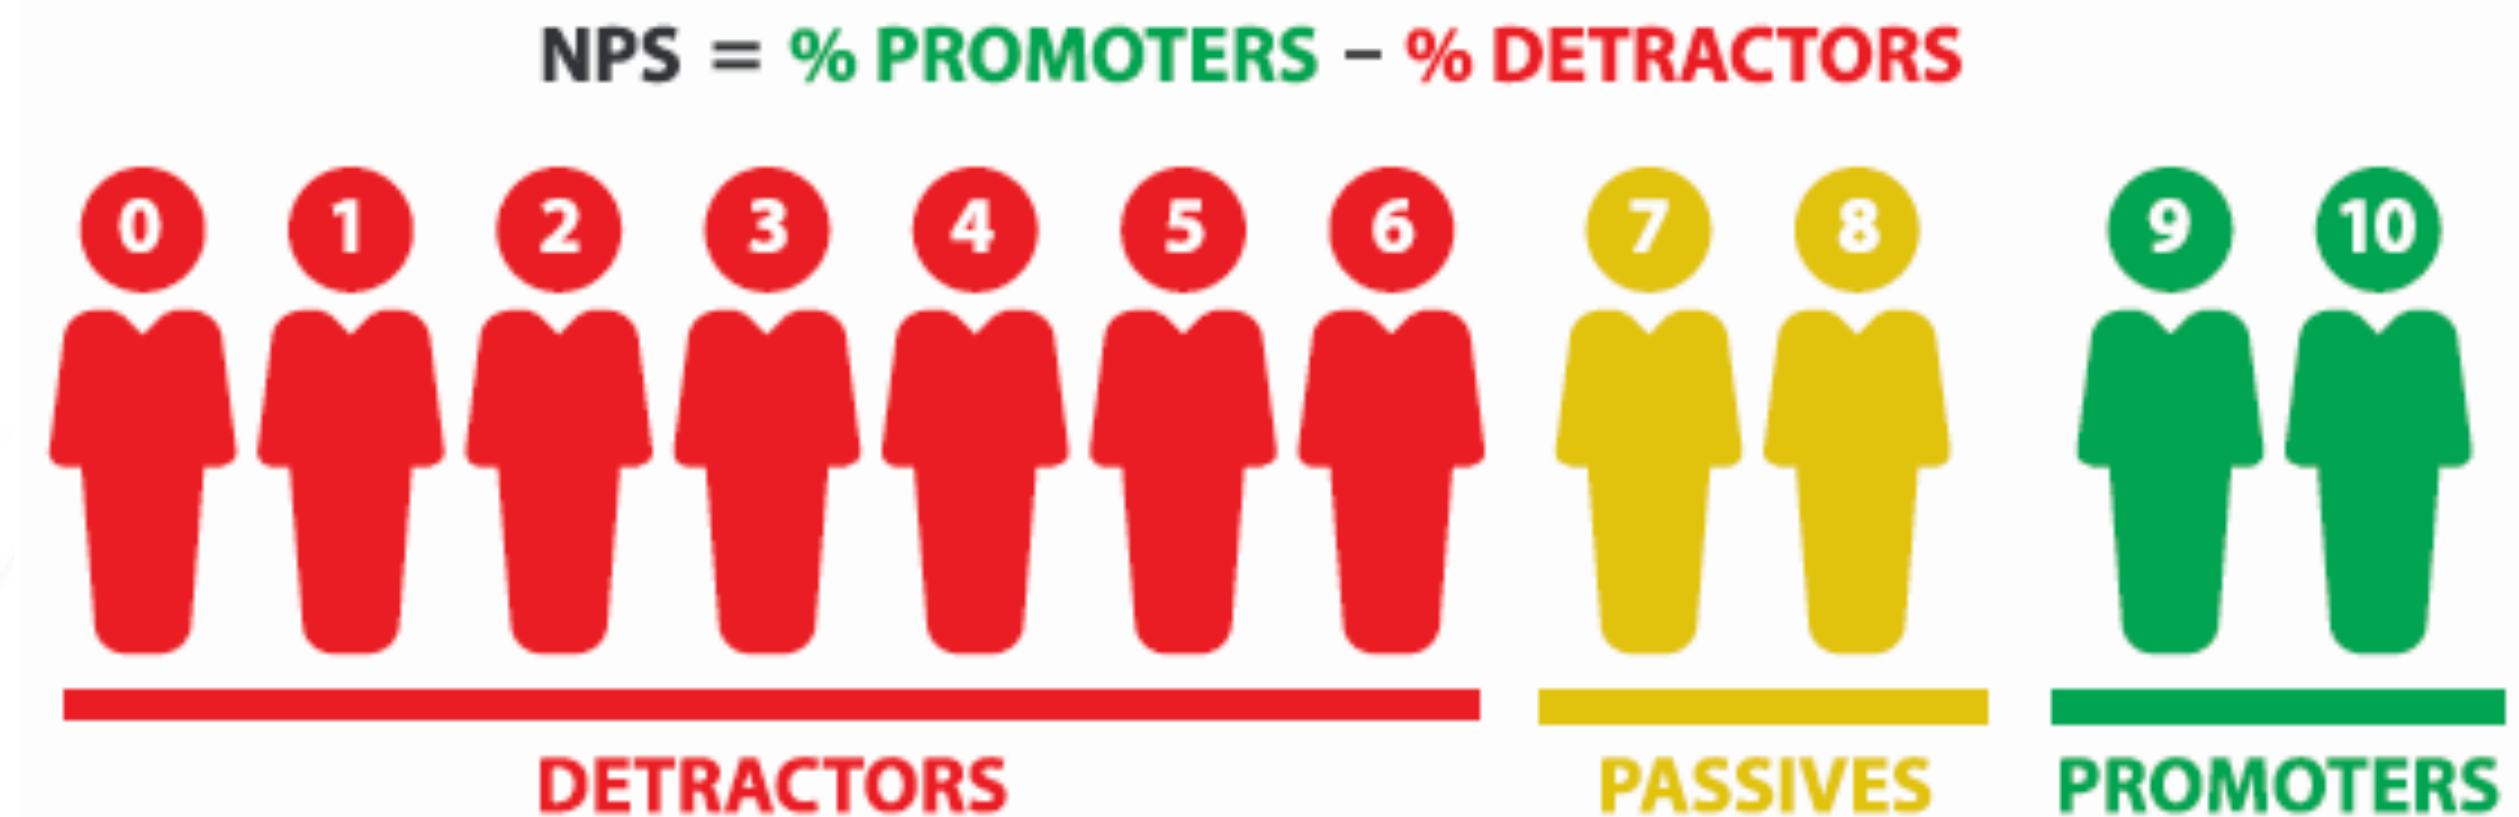 NPS = % PROMOTERS – % DETRACTORS
0 1 2 3 4 5 6 7 8 9 10
DETRACTORS PASSIVES PROMOTERS